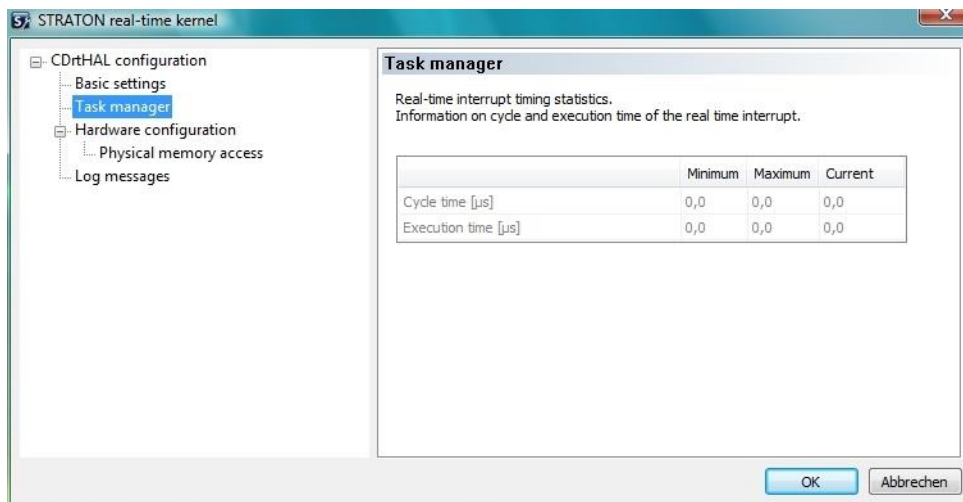 STRATON real-time kernel
CDrtHAL configuration
Basic settings
Task manager
Hardware configuration
Physical memory access
Log messages
Task manager
Real-time interrupt timing statistics.
Information on cycle and execution time of the real time interrupt.
Minimum Maximum Current
Cycle time [µs] 0,0 0,0 0,0
Execution time [µs] 0,0 0,0 0,0
OK Abbrechen